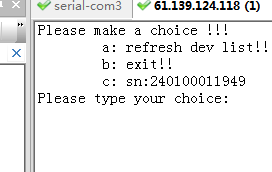 serial-com3 61.139.124.118 (1)
Please make a choice !!!
a: refresh dev list!!
b: exit!!
c: sn:240100011949
Please type your choice: